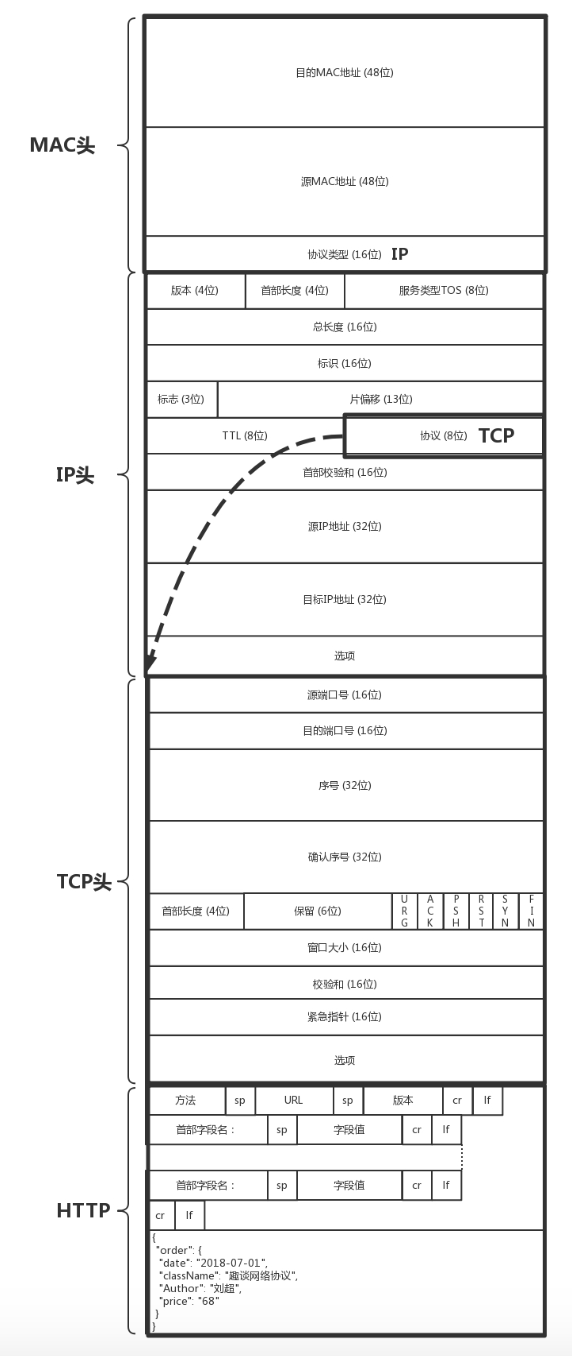 目的MAC地址 (48位)
MAC头
源MAC地址 (48位)
协议类型 (16位) IP
版本 (4位) 首部长度 (4位) 服务类型TOS (8位)
总长度 (16位)
标识 (16位)
标志 (3位) 片偏移 (13位)
TTL (8位) 协议 (8位) TCP
IP头
首部校验和 (16位)
源IP地址 (32位)
目标IP地址 (32位)
选项
源端口号 (16位)
目的端口号 (16位)
序号 (32位)
确认序号 (32位)
TCP头
首部长度 (4位) 保留 (6位) URG ACK PSH RST SYN FIN
窗口大小 (16位)
校验和 (16位)
紧急指针 (16位)
选项
方法 sp URL sp 版本 cr lf
首部字段名： sp 字段值 cr lf
首部字段名： sp 字段值 cr lf
HTTP
cr lf
{
"order": {
"date": "2018-07-01",
"className": "趣谈网络协议",
"Author": "刘超",
"price": "68"
}
}